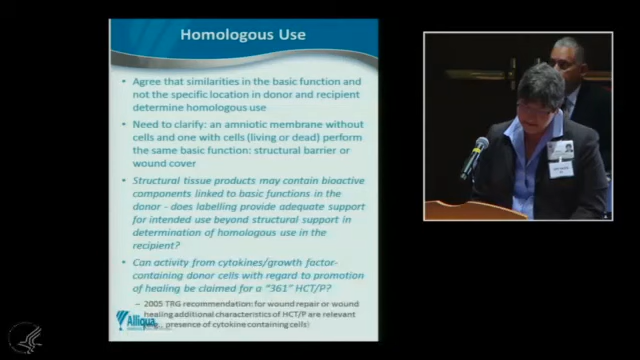 Homologous Use
Agree that similarities in the basic function and
not the specific location in donor and recipient
determine homologous use
Need to clarify: an amniotic membrane without
cells and one with cells (living or dead) perform
the same basic function: structural barrier or
wound cover
Structural tissue products may contain bioactive
components linked to basic functions in the
donor - does labelling provide adequate support
for intended use beyond structural support in
determination of homologous use in the
recipient?
Can activity from cytokines/growth factor-
containing donor cells with regard to promotion
of healing be claimed for a "361" HCT/P?
2005 TRG recommendation: for wound repair or wound
healing additional characteristics of HCT/P are relevant
presence of cytokine containing cells)
Alliqua